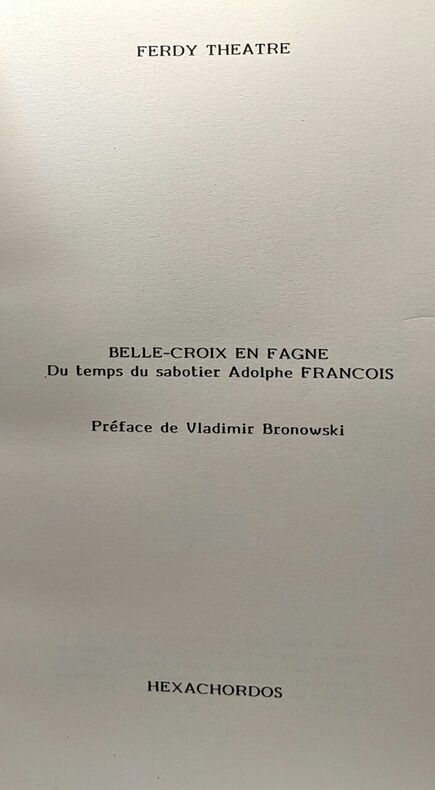 FERDY THEATRE
BELLE-CROIX EN FAGNE
Du temps du sabotier Adolphe FRANCOIS
Préface de Vladimir Bronowski
HEXACHORDOS